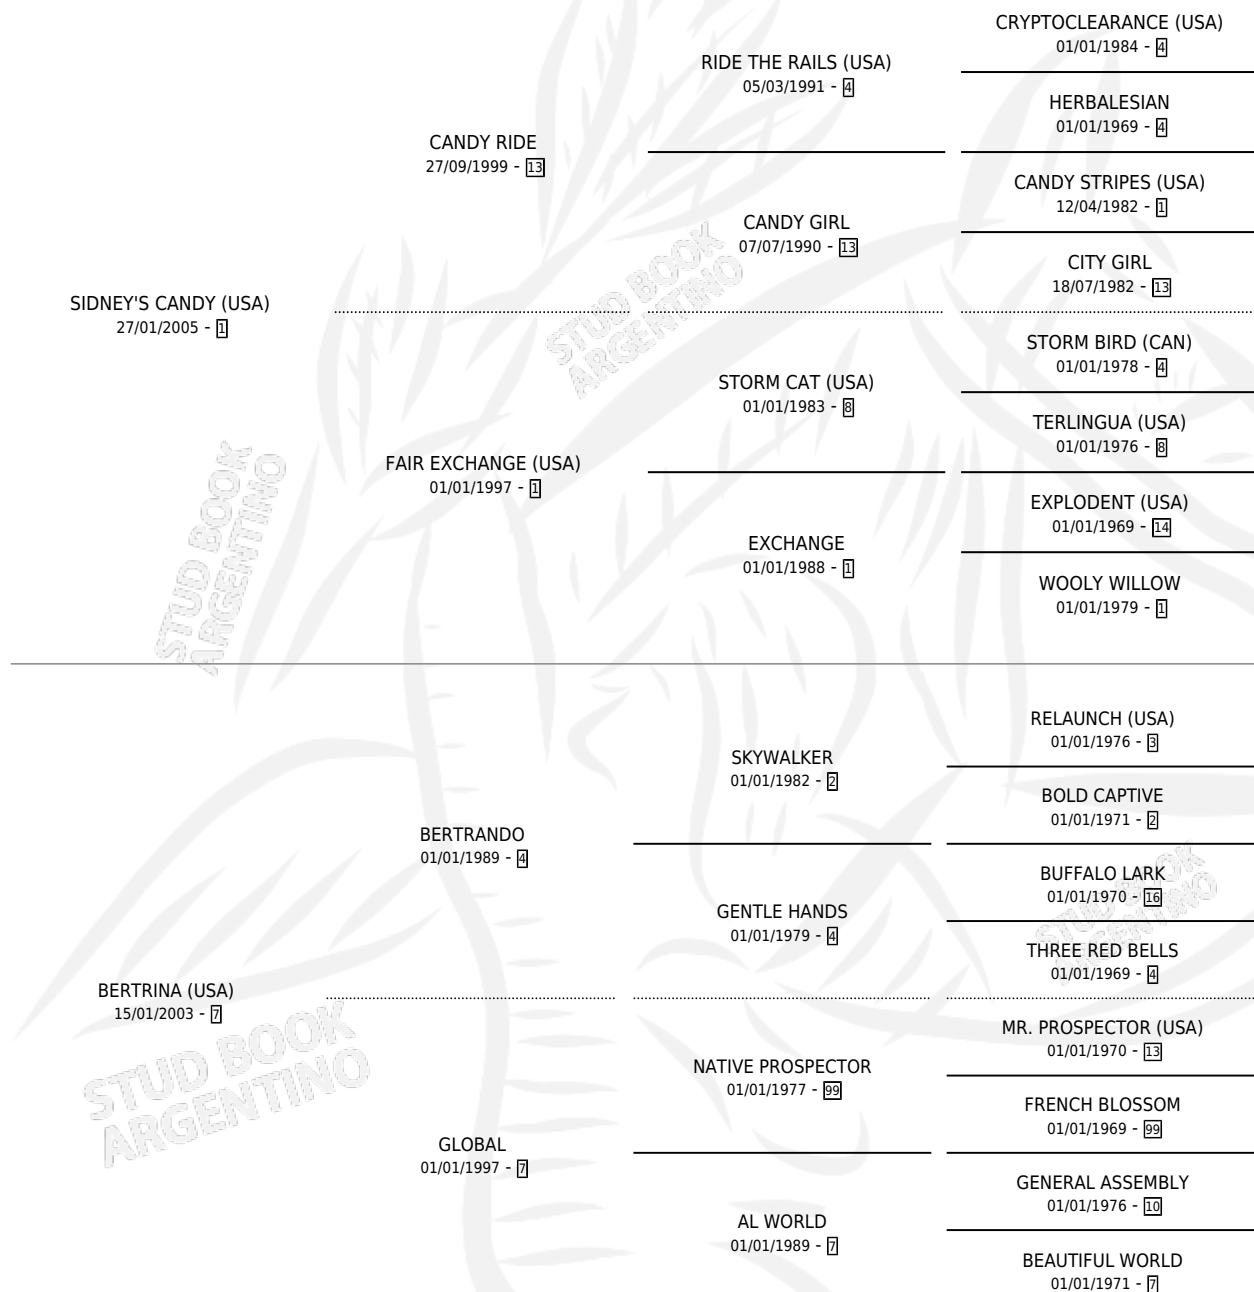 CRYPTOCLEARANCE (USA)
01/01/1984 - 4
RIDE THE RAILS (USA)
05/03/1991 - 4
HERBALESIAN
01/01/1969 - 4
CANDY RIDE
27/09/1999 - 13
CANDY STRIPES (USA)
12/04/1982 - 1
CANDY GIRL
07/07/1990 - 13
CITY GIRL
18/07/1982 - 13
SIDNEY'S CANDY (USA)
27/01/2005 - 1
STORM BIRD (CAN)
01/01/1978 - 4
STORM CAT (USA)
01/01/1983 - 8
TERLINGUA (USA)
01/01/1976 - 8
FAIR EXCHANGE (USA)
01/01/1997 - 1
EXPLODENT (USA)
01/01/1969 - 14
EXCHANGE
01/01/1988 - 1
WOOLY WILLOW
01/01/1979 - 1
STUD BOOK
ARGENTINO
STUD BOOK
ARGENTINO
RELAUNCH (USA)
01/01/1976 - 3
SKYWALKER
01/01/1982 - 2
BOLD CAPTIVE
01/01/1971 - 2
BERTRANDO
01/01/1989 - 4
BUFFALO LARK
01/01/1970 - 16
GENTLE HANDS
01/01/1979 - 4
THREE RED BELLS
01/01/1969 - 4
BERTRINA (USA)
15/01/2003 - 7
MR. PROSPECTOR (USA)
01/01/1970 - 13
NATIVE PROSPECTOR
01/01/1977 - 99
FRENCH BLOSSOM
01/01/1969 - 99
GLOBAL
01/01/1997 - 7
GENERAL ASSEMBLY
01/01/1976 - 10
AL WORLD
01/01/1989 - 7
BEAUTIFUL WORLD
01/01/1971 - 7
STUD BOOK
ARGENTINO
STUD BOOK
ARGENTINO